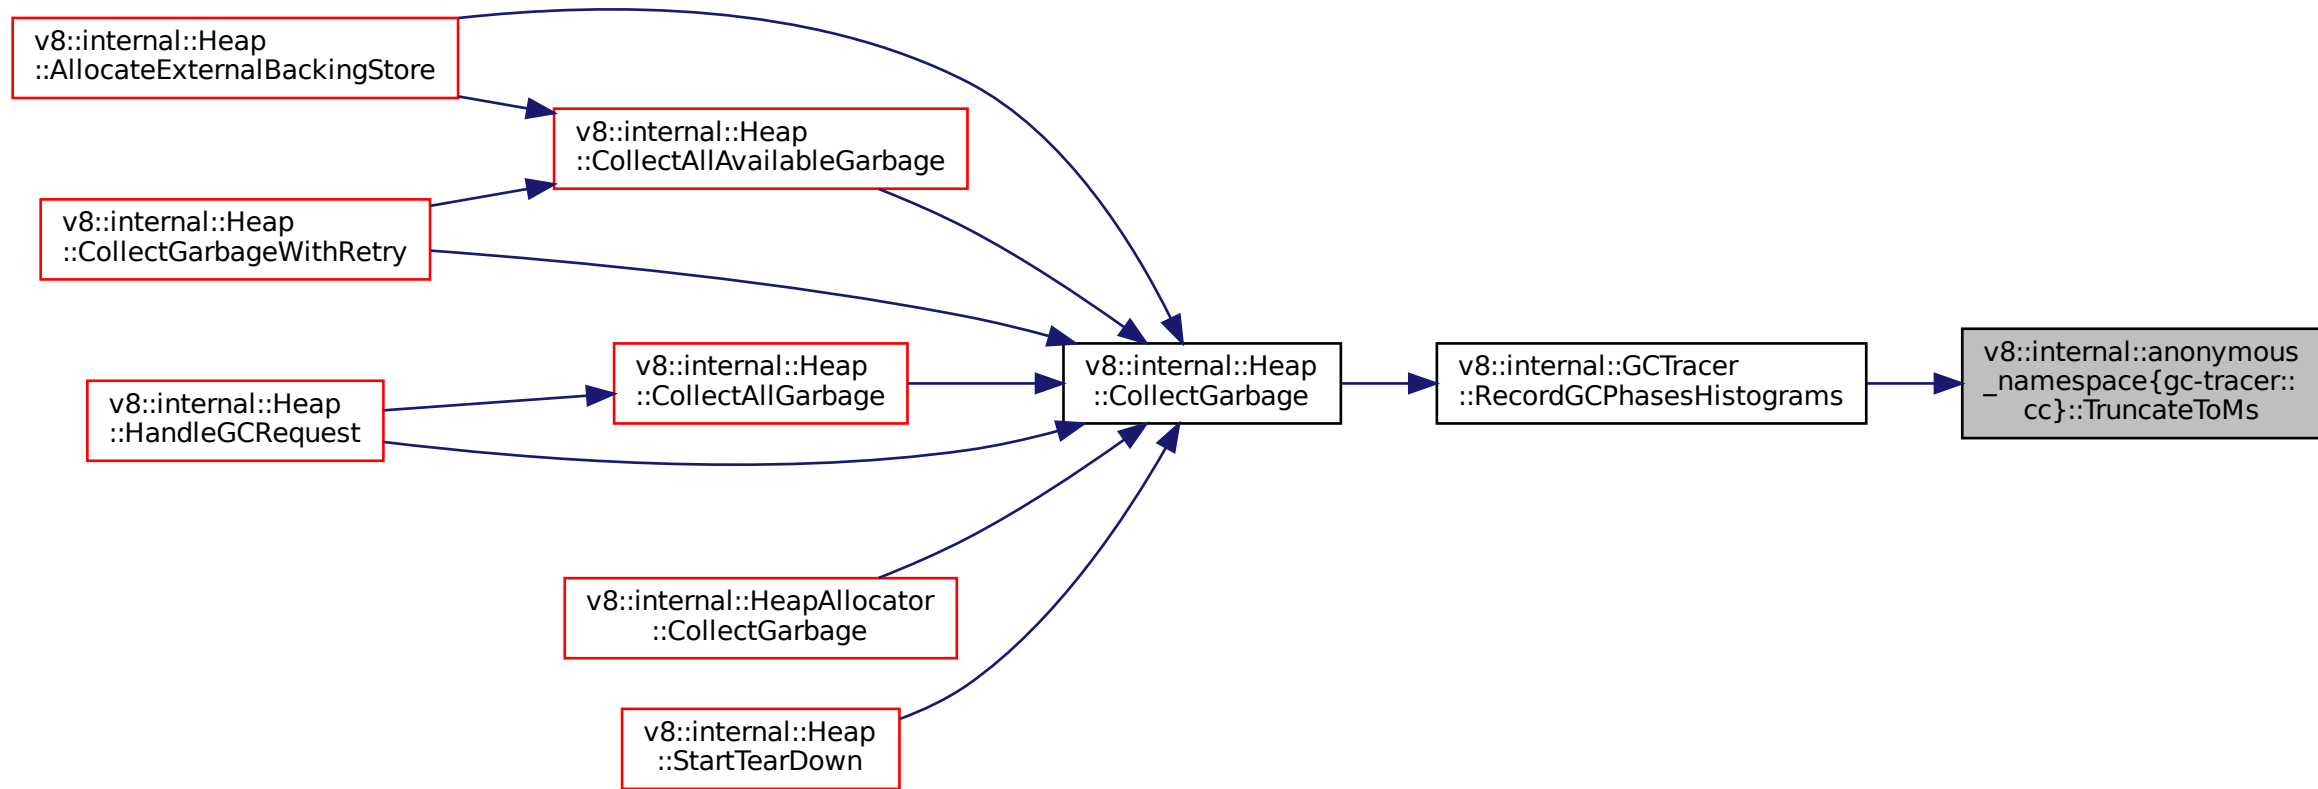 v8::internal::Heap
::AllocateExternalBackingStore
v8::internal::Heap
::CollectAllAvailableGarbage
v8::internal::Heap
::CollectGarbageWithRetry
v8::internal::Heap
::CollectAllGarbage
v8::internal::Heap
::HandleGCRequest
v8::internal::Heap
::CollectGarbage
v8::internal::GCTracer
::RecordGCPhasesHistograms
v8::internal::anonymous
_namespace{gc-tracer::
cc}::TruncateToMs
v8::internal::HeapAllocator
::CollectGarbage
v8::internal::Heap
::StartTearDown